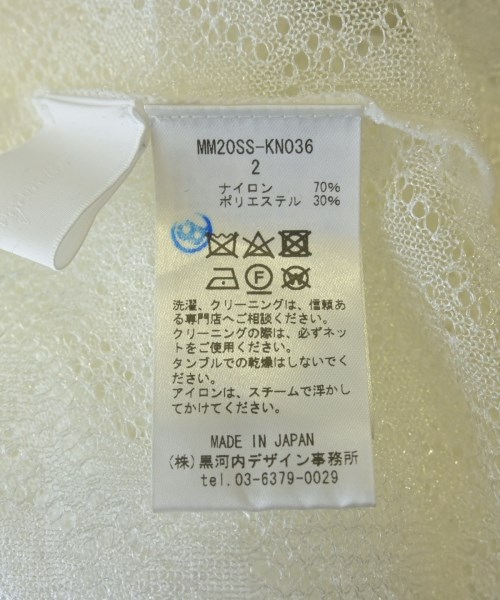 MM20SS-KN036
2
ナイロン 70%
ポリエステル 30%
F W
洗濯、クリーニングは、信頼あ
る専門店へご相談ください。
クリーニングの際は、必ずネッ
トをご使用ください。
タンブルでの乾燥はしないでく
ださい。
アイロンは、スチームで浮かし
てかけてください。
MADE IN JAPAN
(株)黒河内デザイン事務所
tel.03-6379-0029